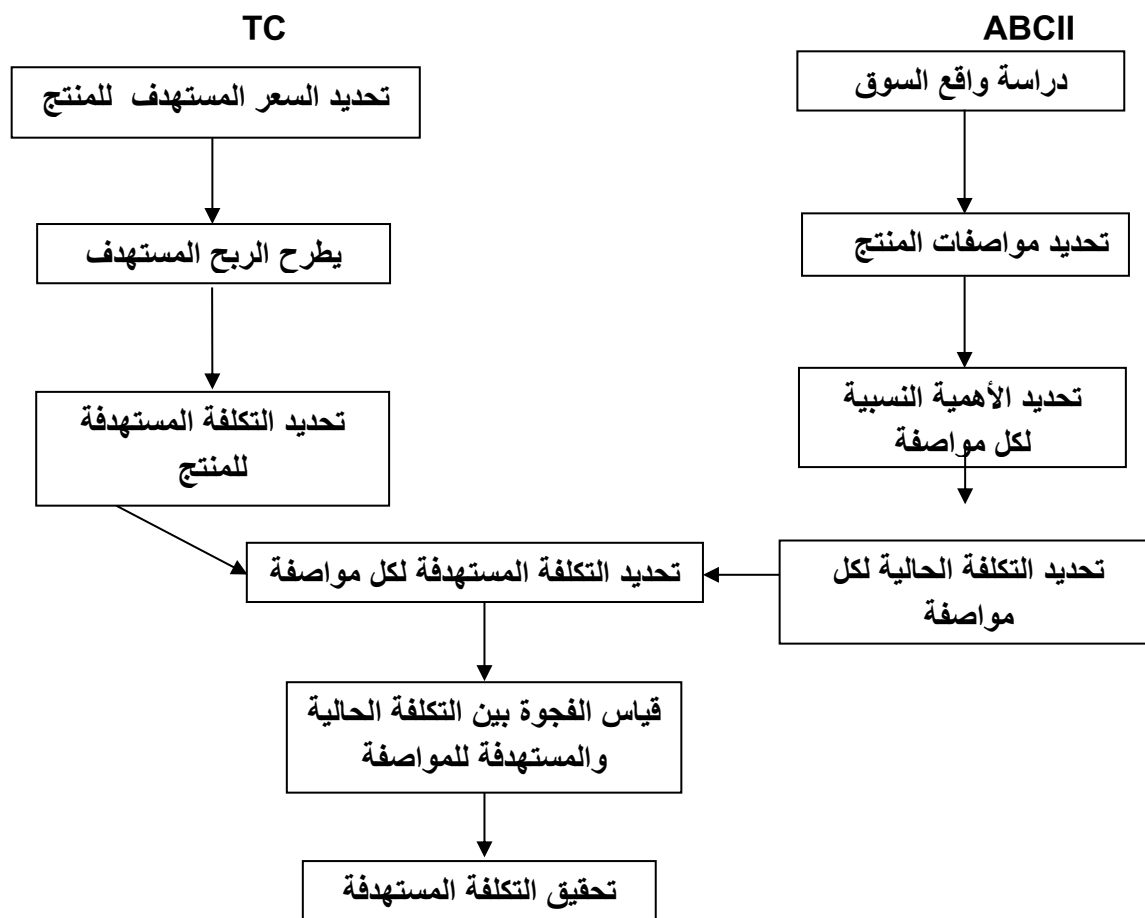 TC
ABCII
تحديد السعر المستهدف للمنتج
دراسة واقع السوق
يطرح الربح المستهدف
تحديد مواصفات المنتج
تحديد التكلفة المستهدفة
للمنتج
تحديد الأهمية النسبية
لكل مواصفة
تحديد التكلفة المستهدفة لكل مواصفة
تحديد التكلفة الحالية لكل
مواصفة
قياس الفجوة بين التكلفة الحالية
والمستهدفة للمواصفة
تحقيق التكلفة المستهدفة